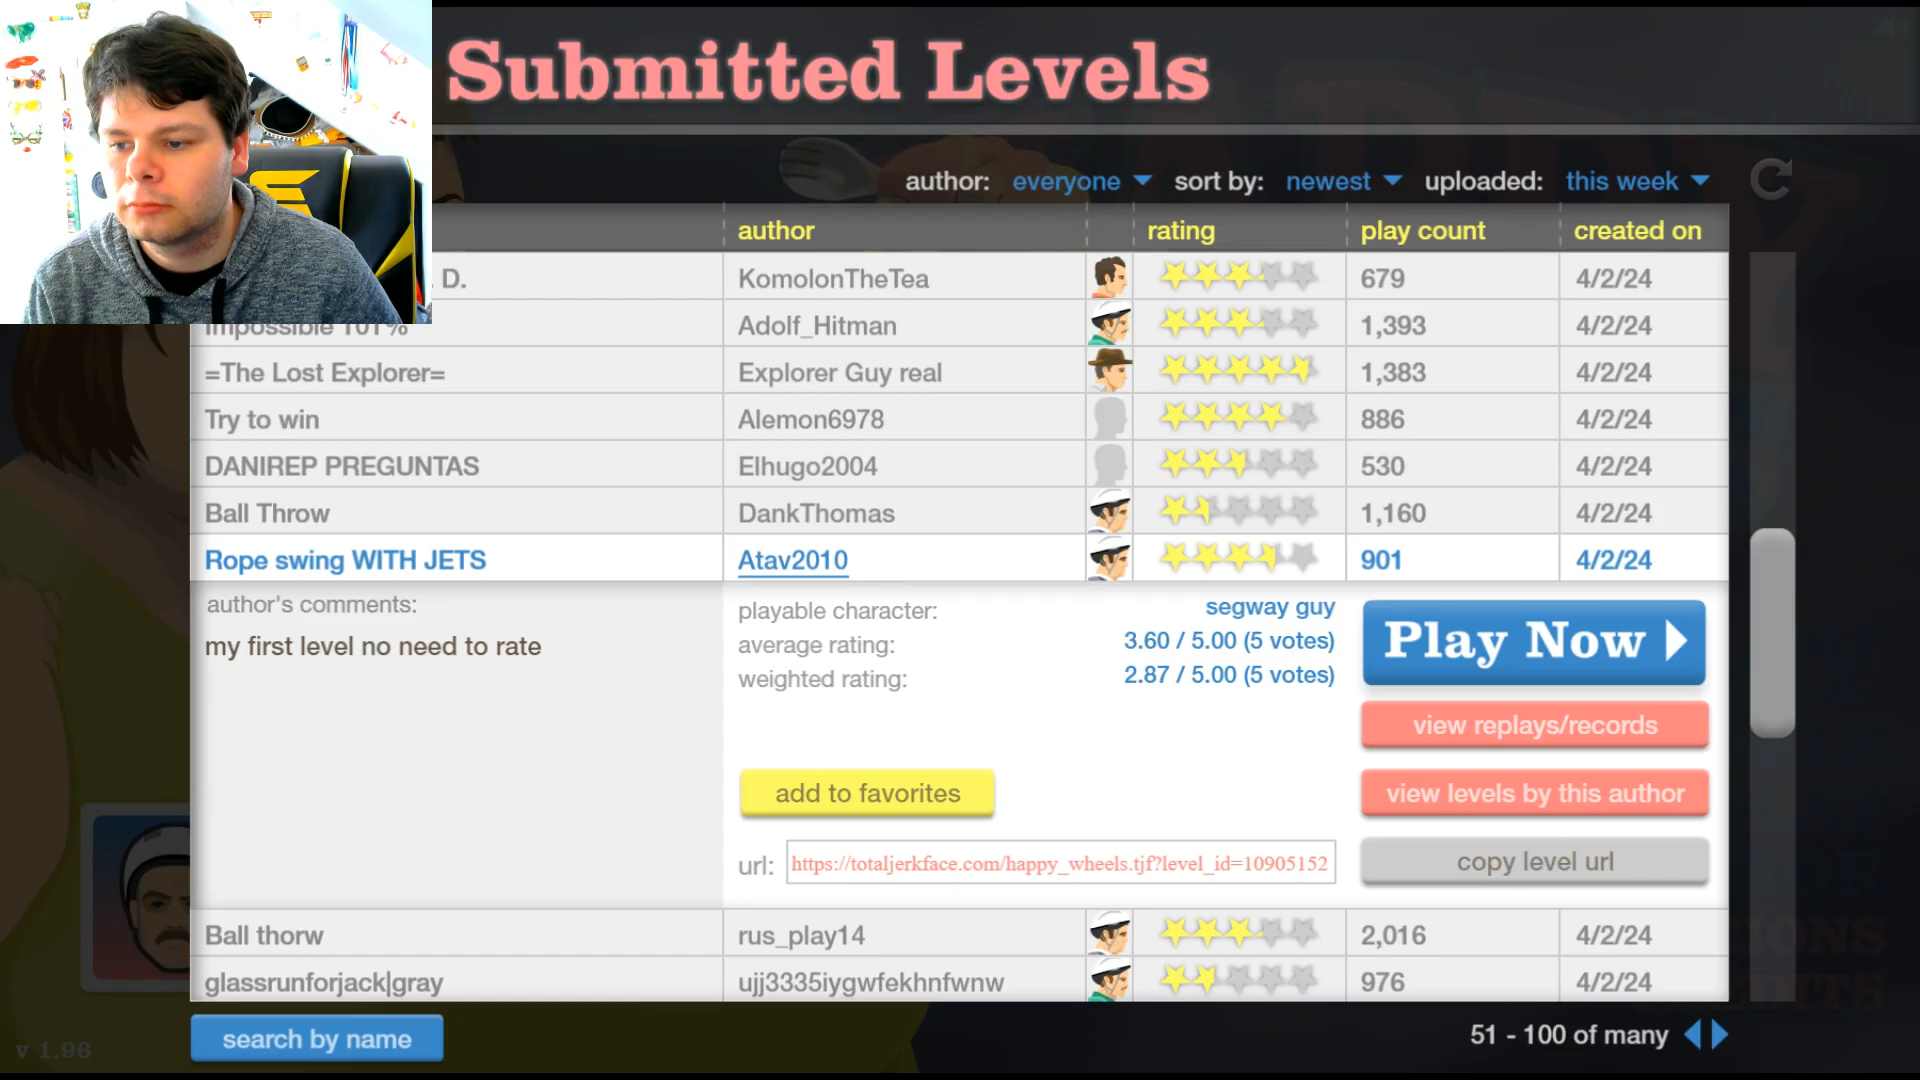 Submitted Levels
author: everyone sort by: newest uploaded: this week
author rating play count created on
D. KomolonTheTea 679 4/2/24
Impossible 101% Adolf_Hitman 1,393 4/2/24
=The Lost Explorer= Explorer Guy real 1,383 4/2/24
Try to win Alemon6978 886 4/2/24
DANIREP PREGUNTAS Elhugo2004 530 4/2/24
Ball Throw DankThomas 1,160 4/2/24
Rope swing WITH JETS Atav2010 901 4/2/24
author's comments:
my first level no need to rate
playable character: segway guy
average rating: 3.60 / 5.00 (5 votes)
weighted rating: 2.87 / 5.00 (5 votes)
Play Now
view replays/records
add to favorites
view levels by this author
url: https://totaljerkface.com/happy_wheels.tjf?level_id=10905152
copy level url
Ball thorw rus_play14 2,016 4/2/24
glassrunforjack|gray ujj3335iygwfekhnfwnw 976 4/2/24
search by name
51 - 100 of many
v 1.96